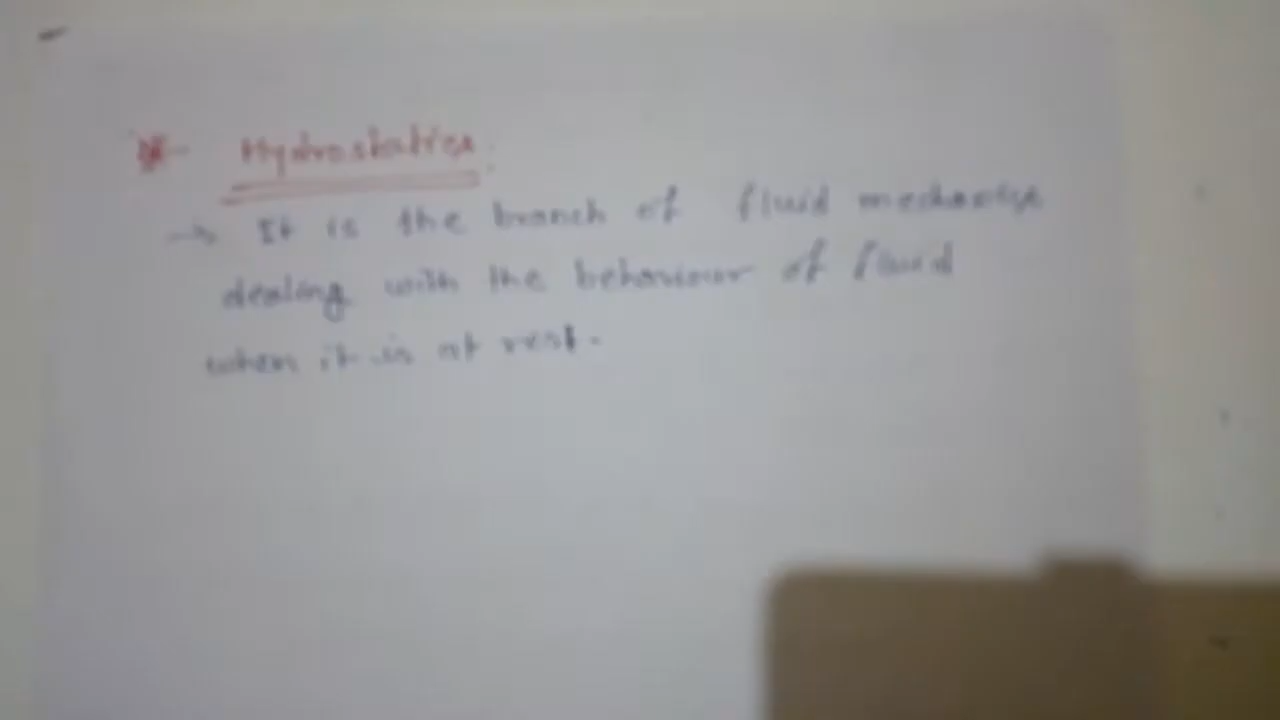 * Hydrostatics:
→ It is the branch of fluid mechanics
dealing with the behaviour of fluid
when it is at rest.